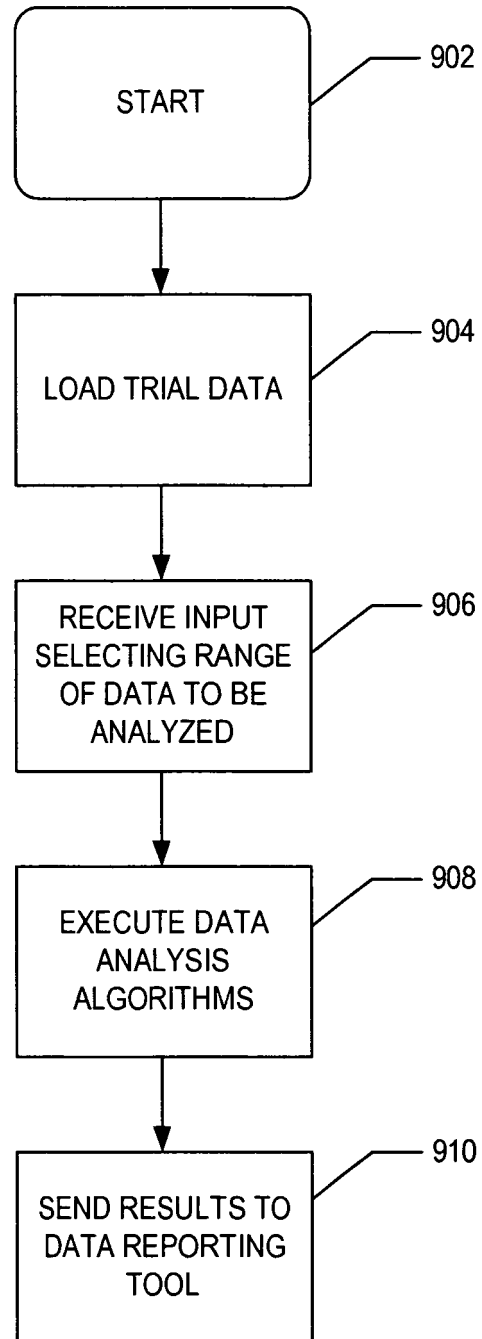 START
902
LOAD TRIAL DATA
904
RECEIVE INPUT
SELECTING RANGE
OF DATA TO BE
ANALYZED
906
EXECUTE DATA
ANALYSIS
ALGORITHMS
908
SEND RESULTS TO
DATA REPORTING
TOOL
910